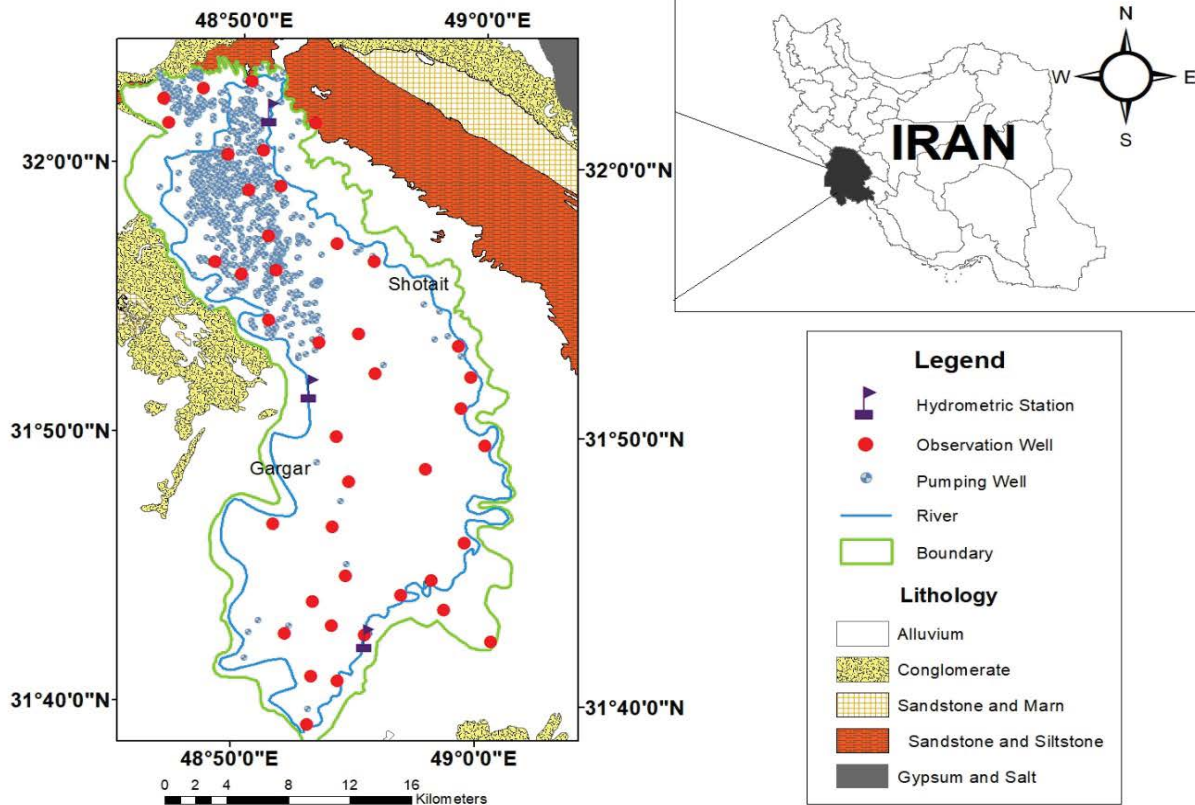 48°50'0"E
49°0'0"E
32°0'0"N
31°50'0"N
31°40'0"N
Shotait
Gargar
32°0'0"N
31°50'0"N
31°40'0"N
48°50'0"E
49°0'0"E
0 2 4 8 12 16
Kilometers
IRAN
N
W
E
S
Legend
Hydrometric Station
Observation Well
Pumping Well
River
Boundary
Lithology
Alluvium
Conglomerate
Sandstone and Marn
Sandstone and Siltstone
Gypsum and Salt